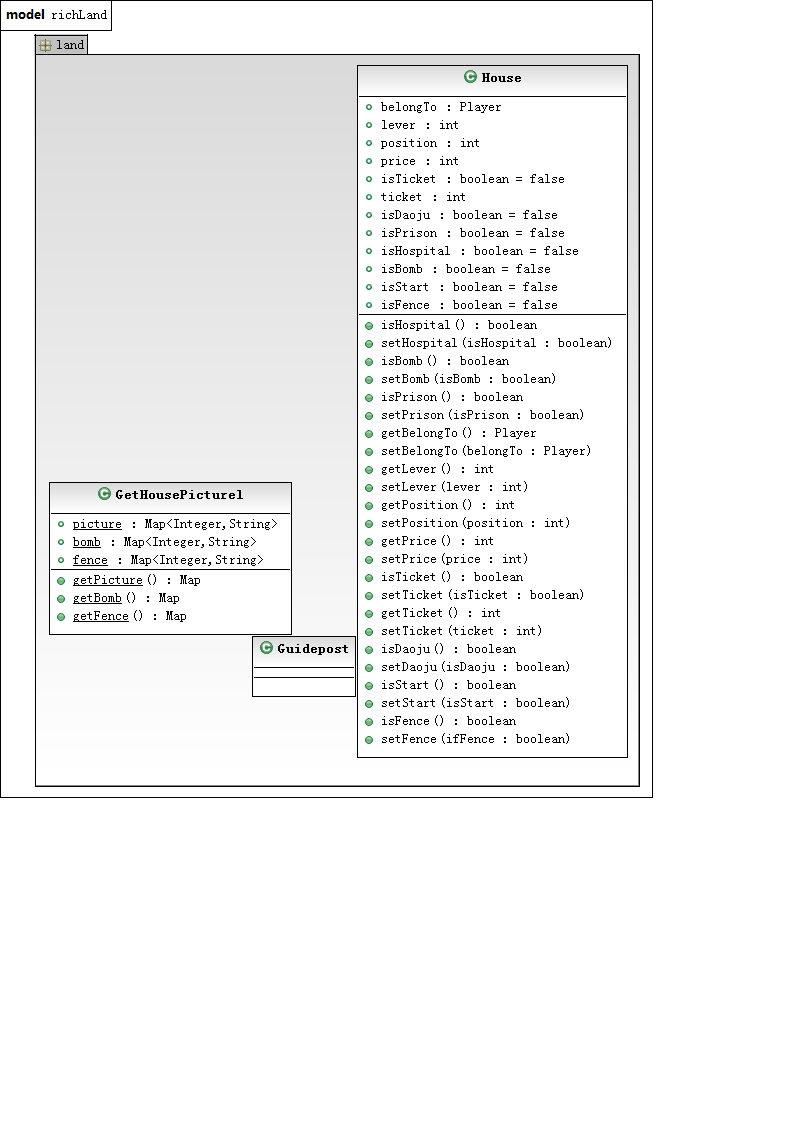 model richLand
land
House
belongTo : Player
lever : int
position : int
price : int
isTicket : boolean = false
ticket : int
isDaoju : boolean = false
isPrison : boolean = false
isHospital : boolean = false
isBomb : boolean = false
isStart : boolean = false
isFence : boolean = false
isHospital() : boolean
setHospital(isHospital : boolean)
isBomb() : boolean
setBomb(isBomb : boolean)
isPrison() : boolean
setPrison(isPrison : boolean)
getBelongTo() : Player
setBelongTo(belongTo : Player)
getLever() : int
setLever(lever : int)
getPosition() : int
setPosition(position : int)
getPrice() : int
setPrice(price : int)
isTicket() : boolean
setTicket(isTicket : boolean)
getTicket() : int
setTicket(ticket : int)
isDaoju() : boolean
setDaoju(isDaoju : boolean)
isStart() : boolean
setStart(isStart : boolean)
isFence() : boolean
setFence(ifFence : boolean)
GetHousePicture1
picture : Map<Integer,String>
bomb : Map<Integer,String>
fence : Map<Integer,String>
getPicture() : Map
getBomb() : Map
getFence() : Map
Guidepost